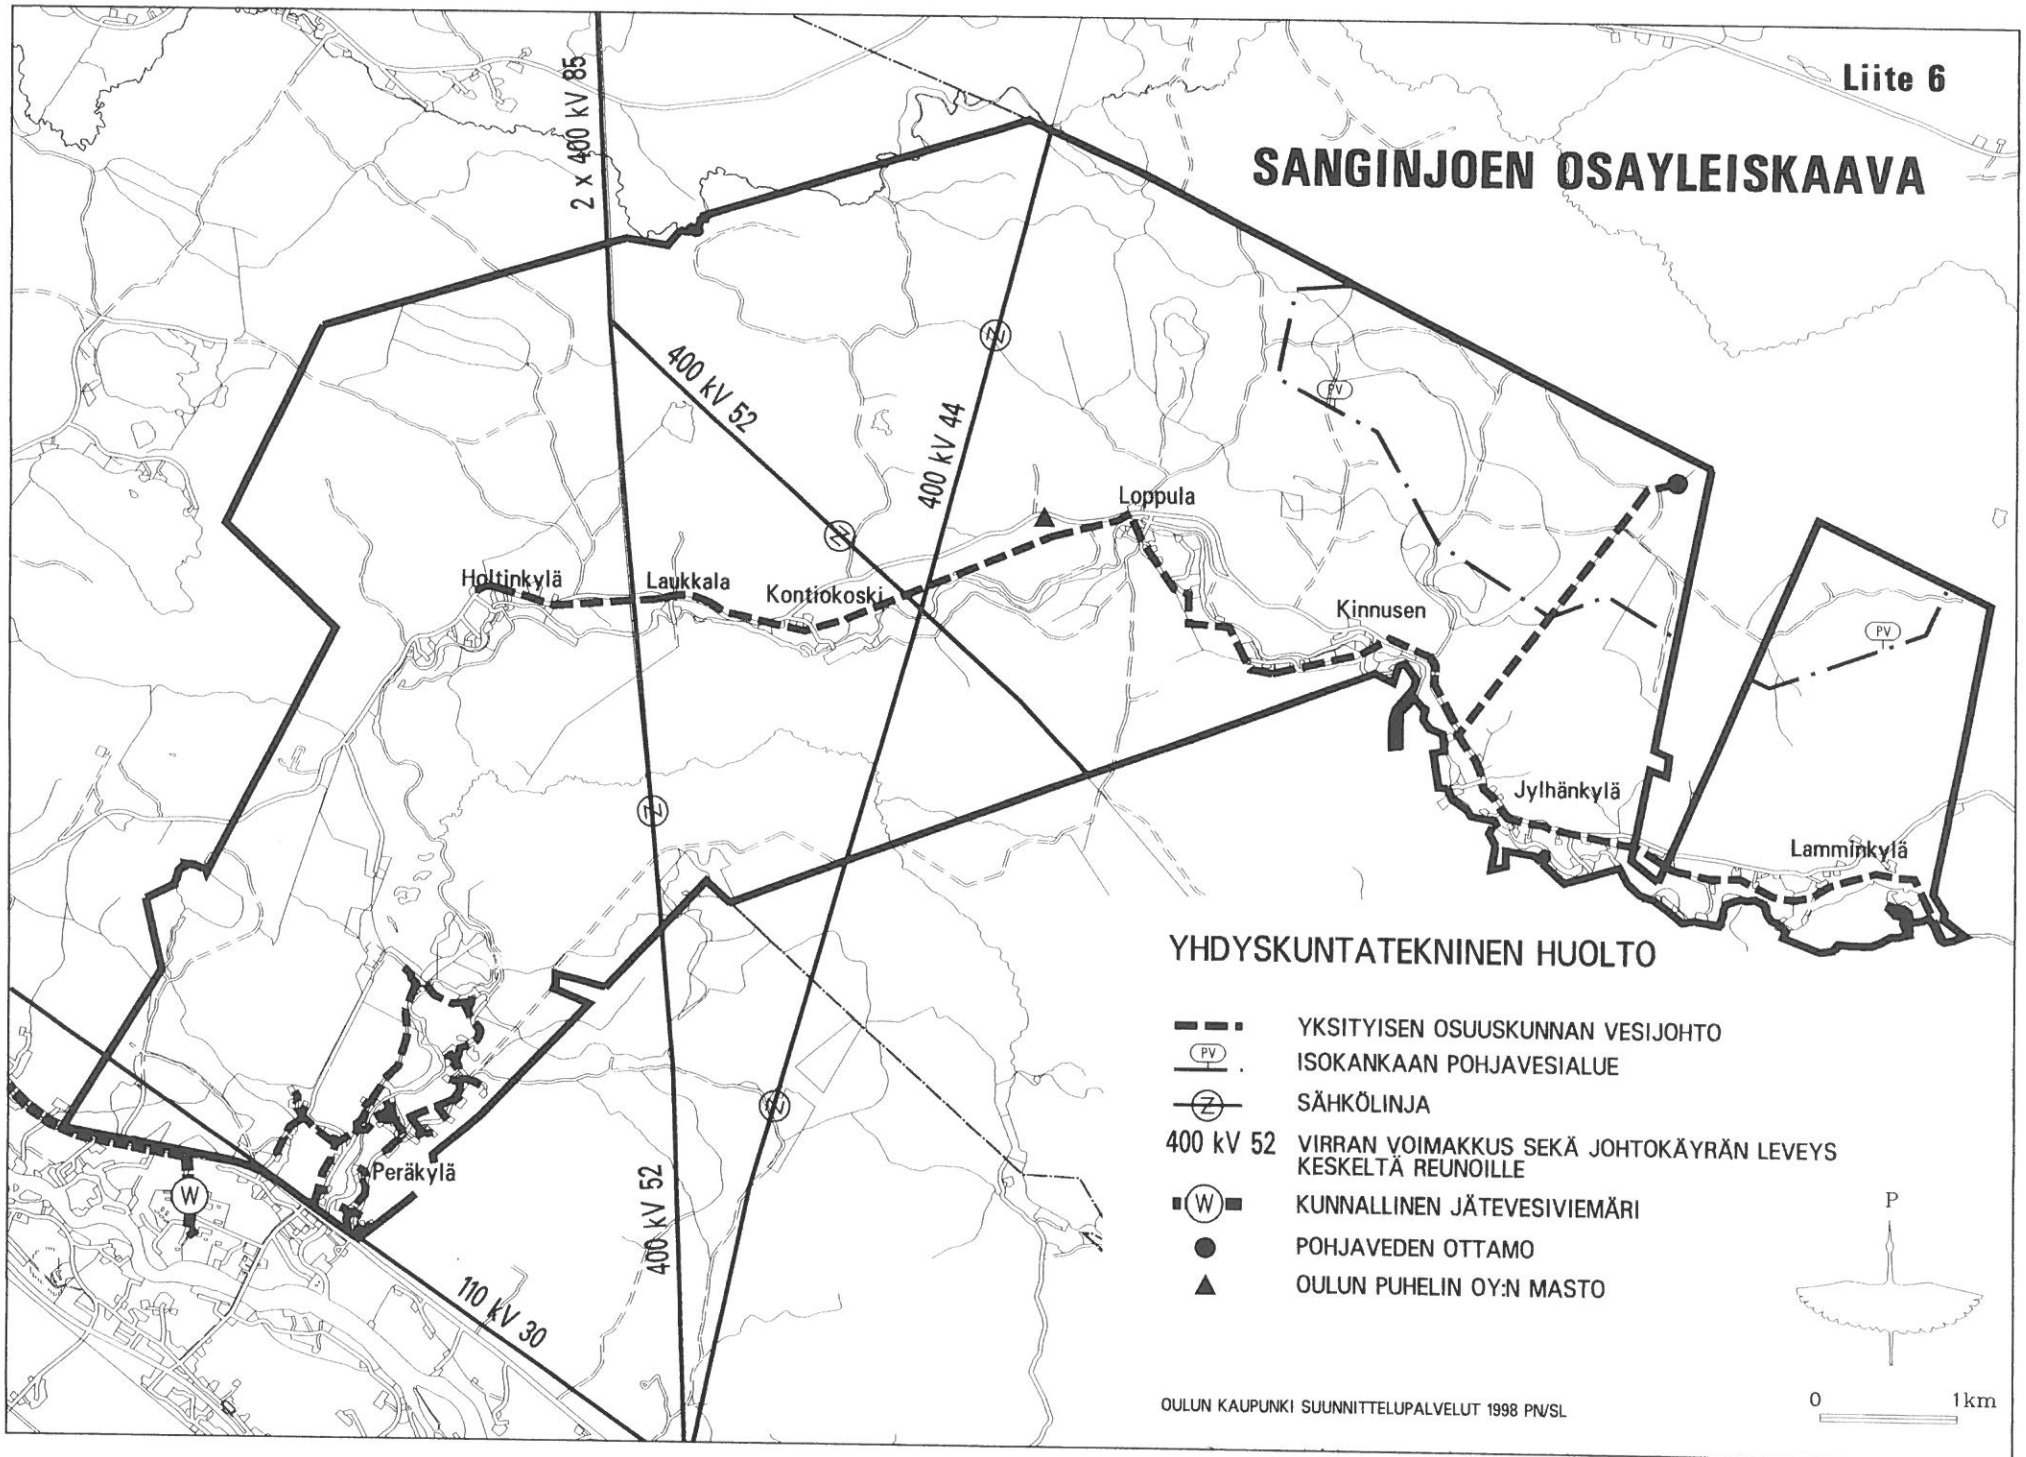 Liite 6
SANGINJOEN OSAYLEISKAAVA
2 x 400 kV 85
400 kV 52
400 kV 44
PV
Loppula
Holtinkylä
Laukkala
Kontiokoski
Kinnusen
PV
Jylhänkylä
Lamminkylä
Z
Z
Z
Z
Peräkylä
W
400 kV 52
110 kV 30
YHDYSKUNTATEKNINEN HUOLTO
YKSITYISEN OSUUSKUNNAN VESIJOHTO
PV ISOKANKAAN POHJAVESIALUE
Z SÄHKÖLINJA
400 kV 52 VIRRAN VOIMAKKUS SEKÄ JOHTOKÄYRÄN LEVEYS
KESKELTÄ REUNOILLE
W KUNNALLINEN JÄTEVESIVIEMÄRI
POHJAVEDEN OTTAMO
OULUN PUHELIN OY:N MASTO
P
0 1km
OULUN KAUPUNKI SUUNNITTELUPALVELUT 1998 PN/SL